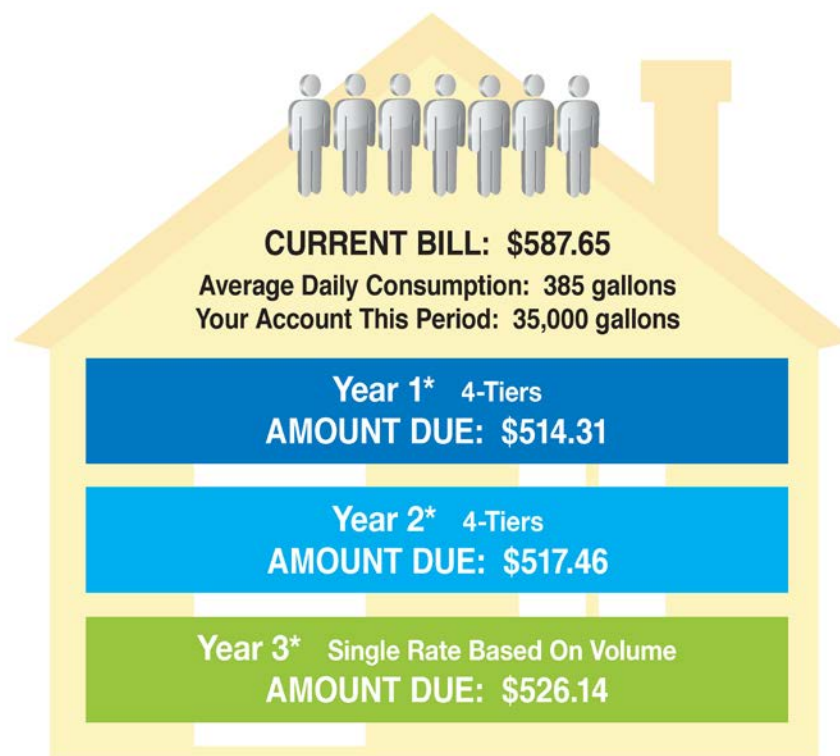 CURRENT BILL: $587.65
Average Daily Consumption: 385 gallons
Your Account This Period: 35,000 gallons
Year 1* 4-Tiers
AMOUNT DUE: $514.31
Year 2* 4-Tiers
AMOUNT DUE: $517.46
Year 3* Single Rate Based On Volume
AMOUNT DUE: $526.14